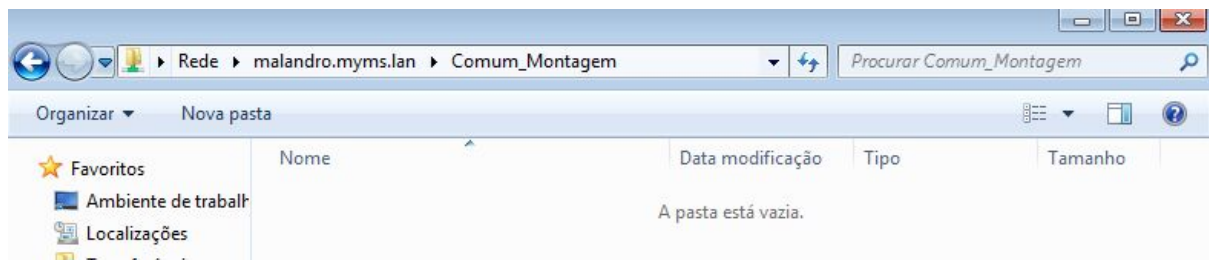 Rede ▸ malandro.myms.lan ▸ Comum_Montagem
Procurar Comum_Montagem
Organizar Nova pasta
Favoritos
Nome Data modificação Tipo Tamanho
Ambiente de
A pasta está vazia.
Localizações